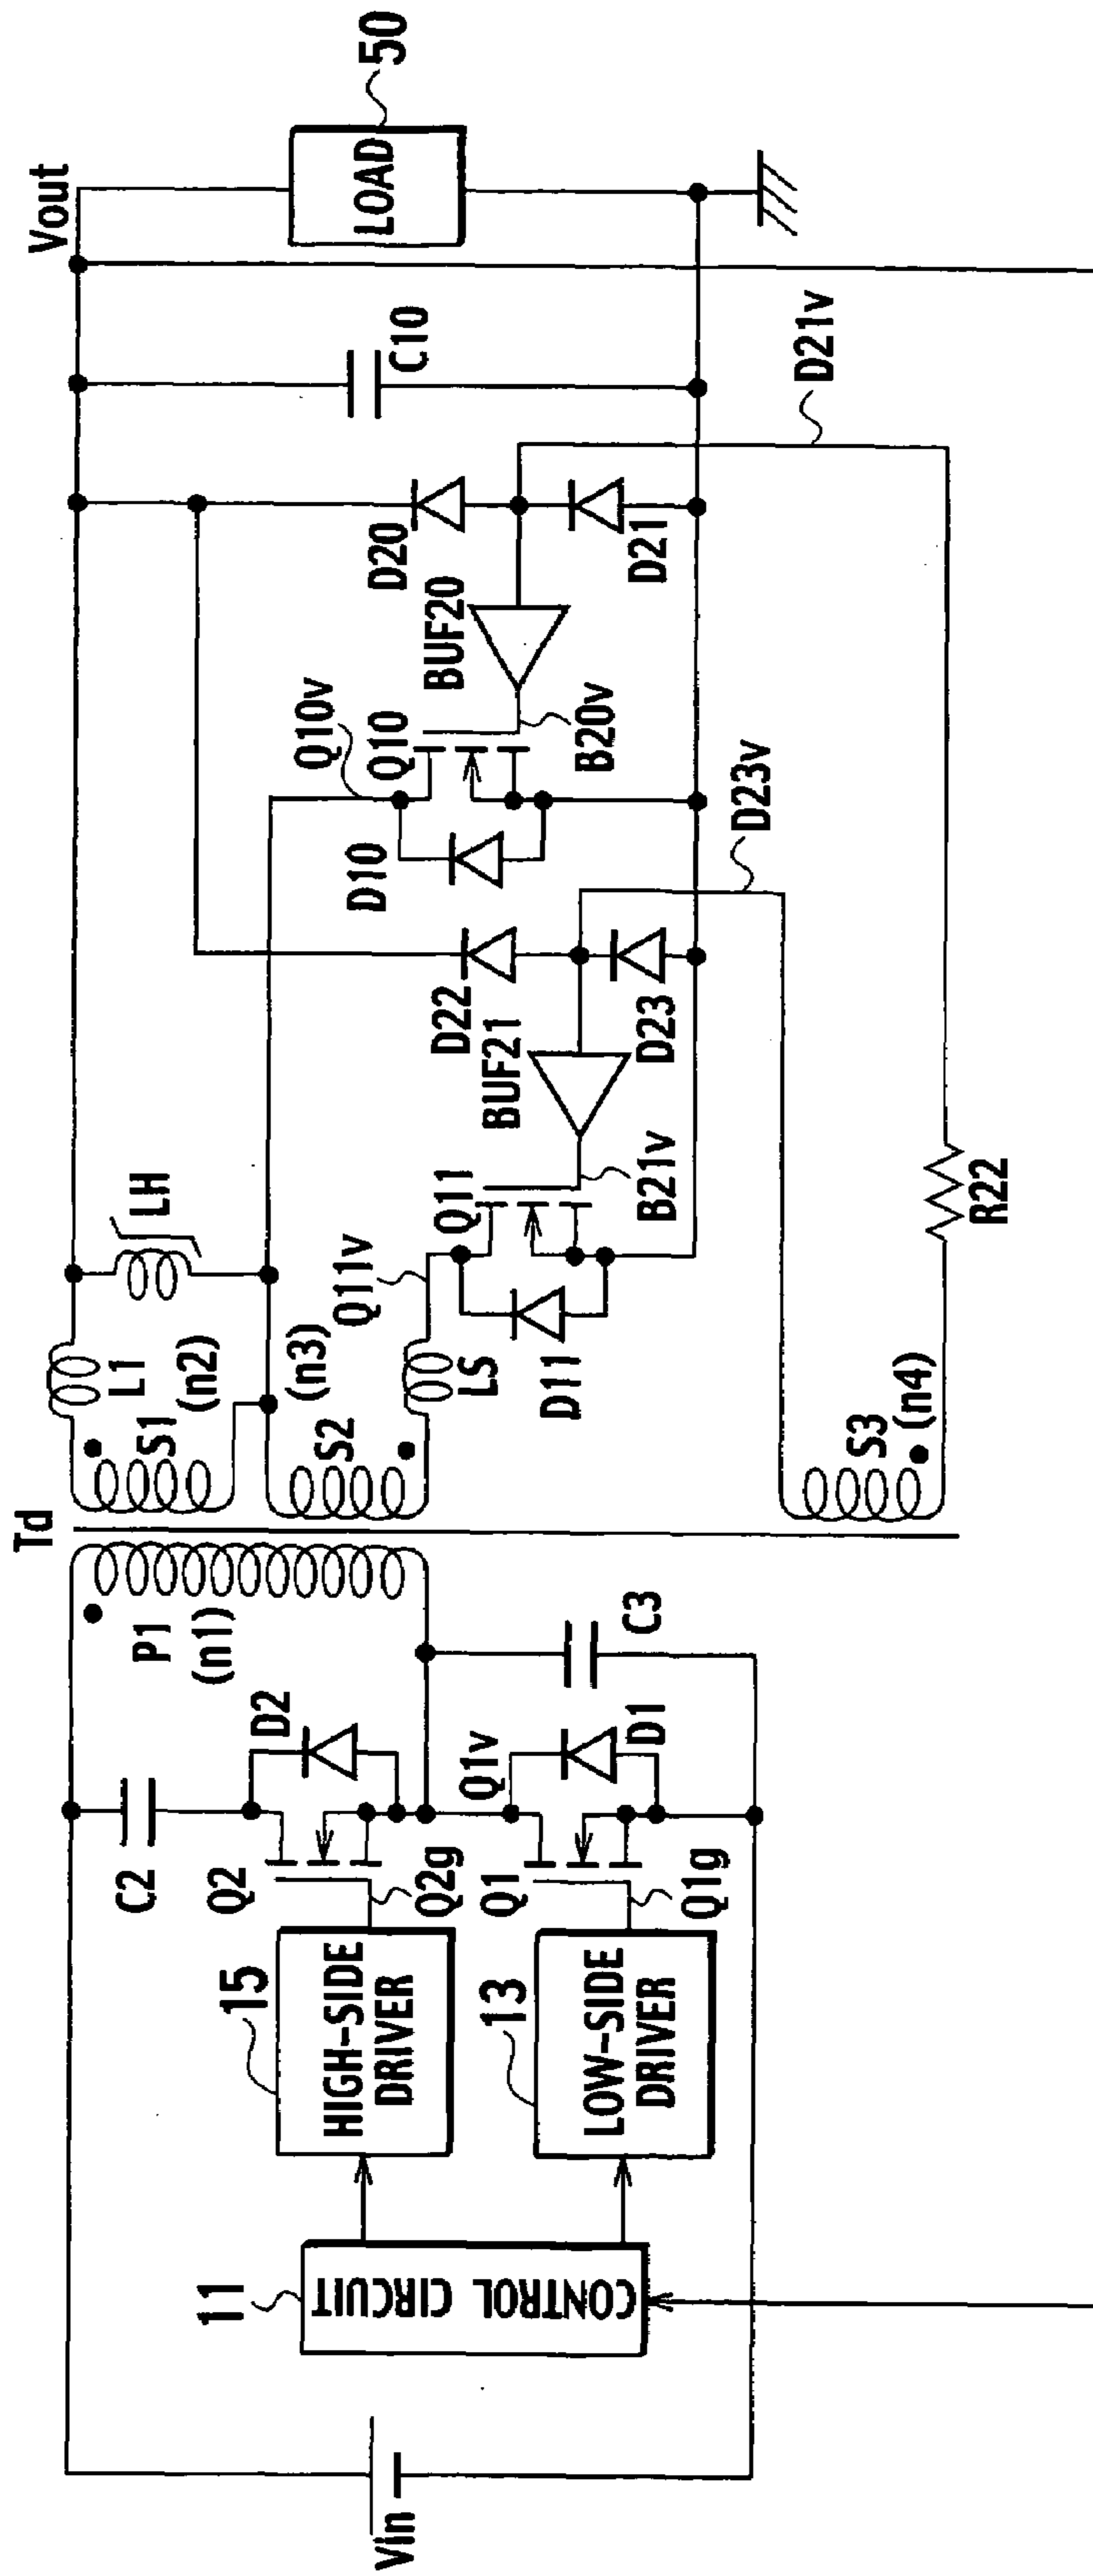 Td
Vin
11
CONTROL CIRCUIT
15
HIGH-SIDE
DRIVER
13
LOW-SIDE
DRIVER
C2
Q2
Q2g
D2
Q1
Q1g
Q1v
D1
C3
P1
(n1)
S1
(n2)
L1
LH
S2
(n3)
LS
Q11v
Q11
D11
B21v
BUF21
D22
D23
D23v
D10
Q10v
Q10
B20v
BUF20
D20
D21
D21v
C10
Vout
LOAD
50
S3
(n4)
R22